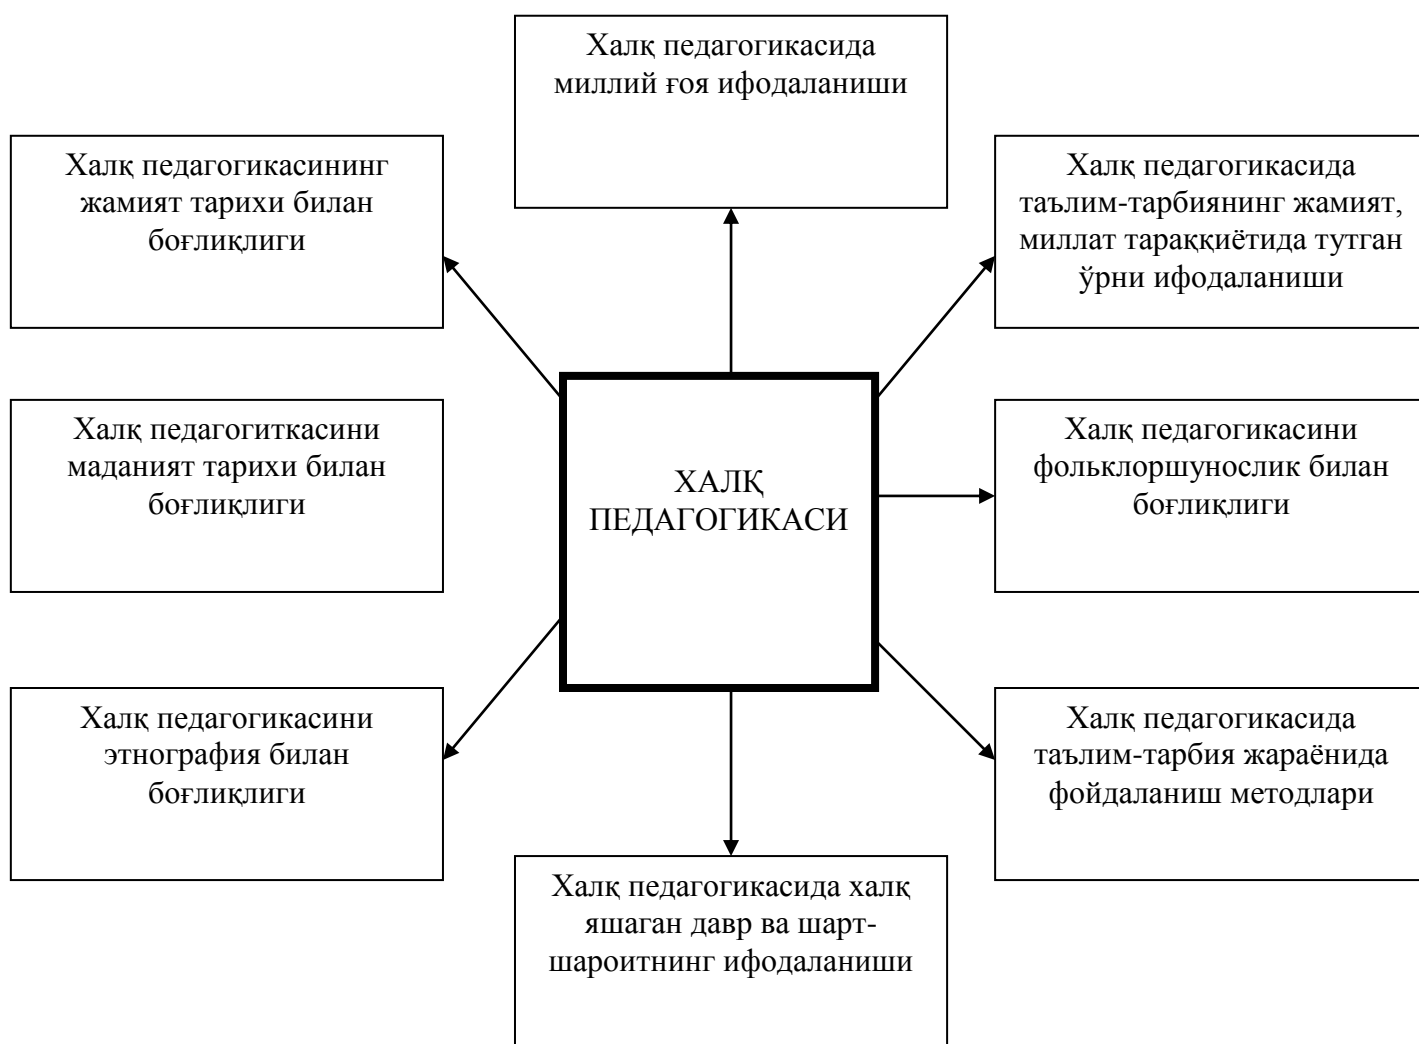 Халқ педагогикасида
миллий ғоя ифодаланиши
Халқ педагогикасининг
жамият тарихи билан
боғлиқлиги
Халқ педагогикасида
таълим-тарбиянинг жамият,
миллат тараққиётида тутган
ўрни ифодаланиши
Халқ педагогиткасини
маданият тарихи билан
боғлиқлиги
ХАЛҚ
ПЕДАГОГИКАСИ
Халқ педагогикасини
фольклоршунослик билан
боғлиқлиги
Халқ педагогикасини
этнография билан
боғлиқлиги
Халқ педагогикасида
таълим-тарбия жараёнида
фойдаланиш методлари
Халқ педагогикасида халқ
яшаган давр ва шарт-
шароитнинг ифодаланиши